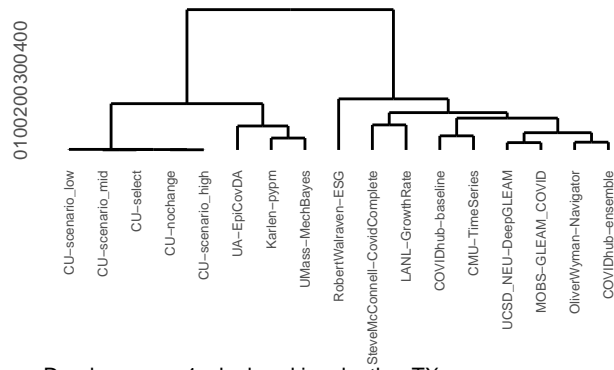 0100200300400
CU−scenario_low
CU−scenario_mid
CU−select
CU−nochange
CU−scenario_high
UA−EpiCovDA
Karlen−pypm
UMass−MechBayes
RobertWalraven−ESG
SteveMcConnell−CovidComplete
LANL−GrowthRate
COVIDhub−baseline
CMU−TimeSeries
UCSD_NEU−DeepGLEAM
MOBS−GLEAM_COVID
OliverWyman−Navigator
COVIDhub−ensemble